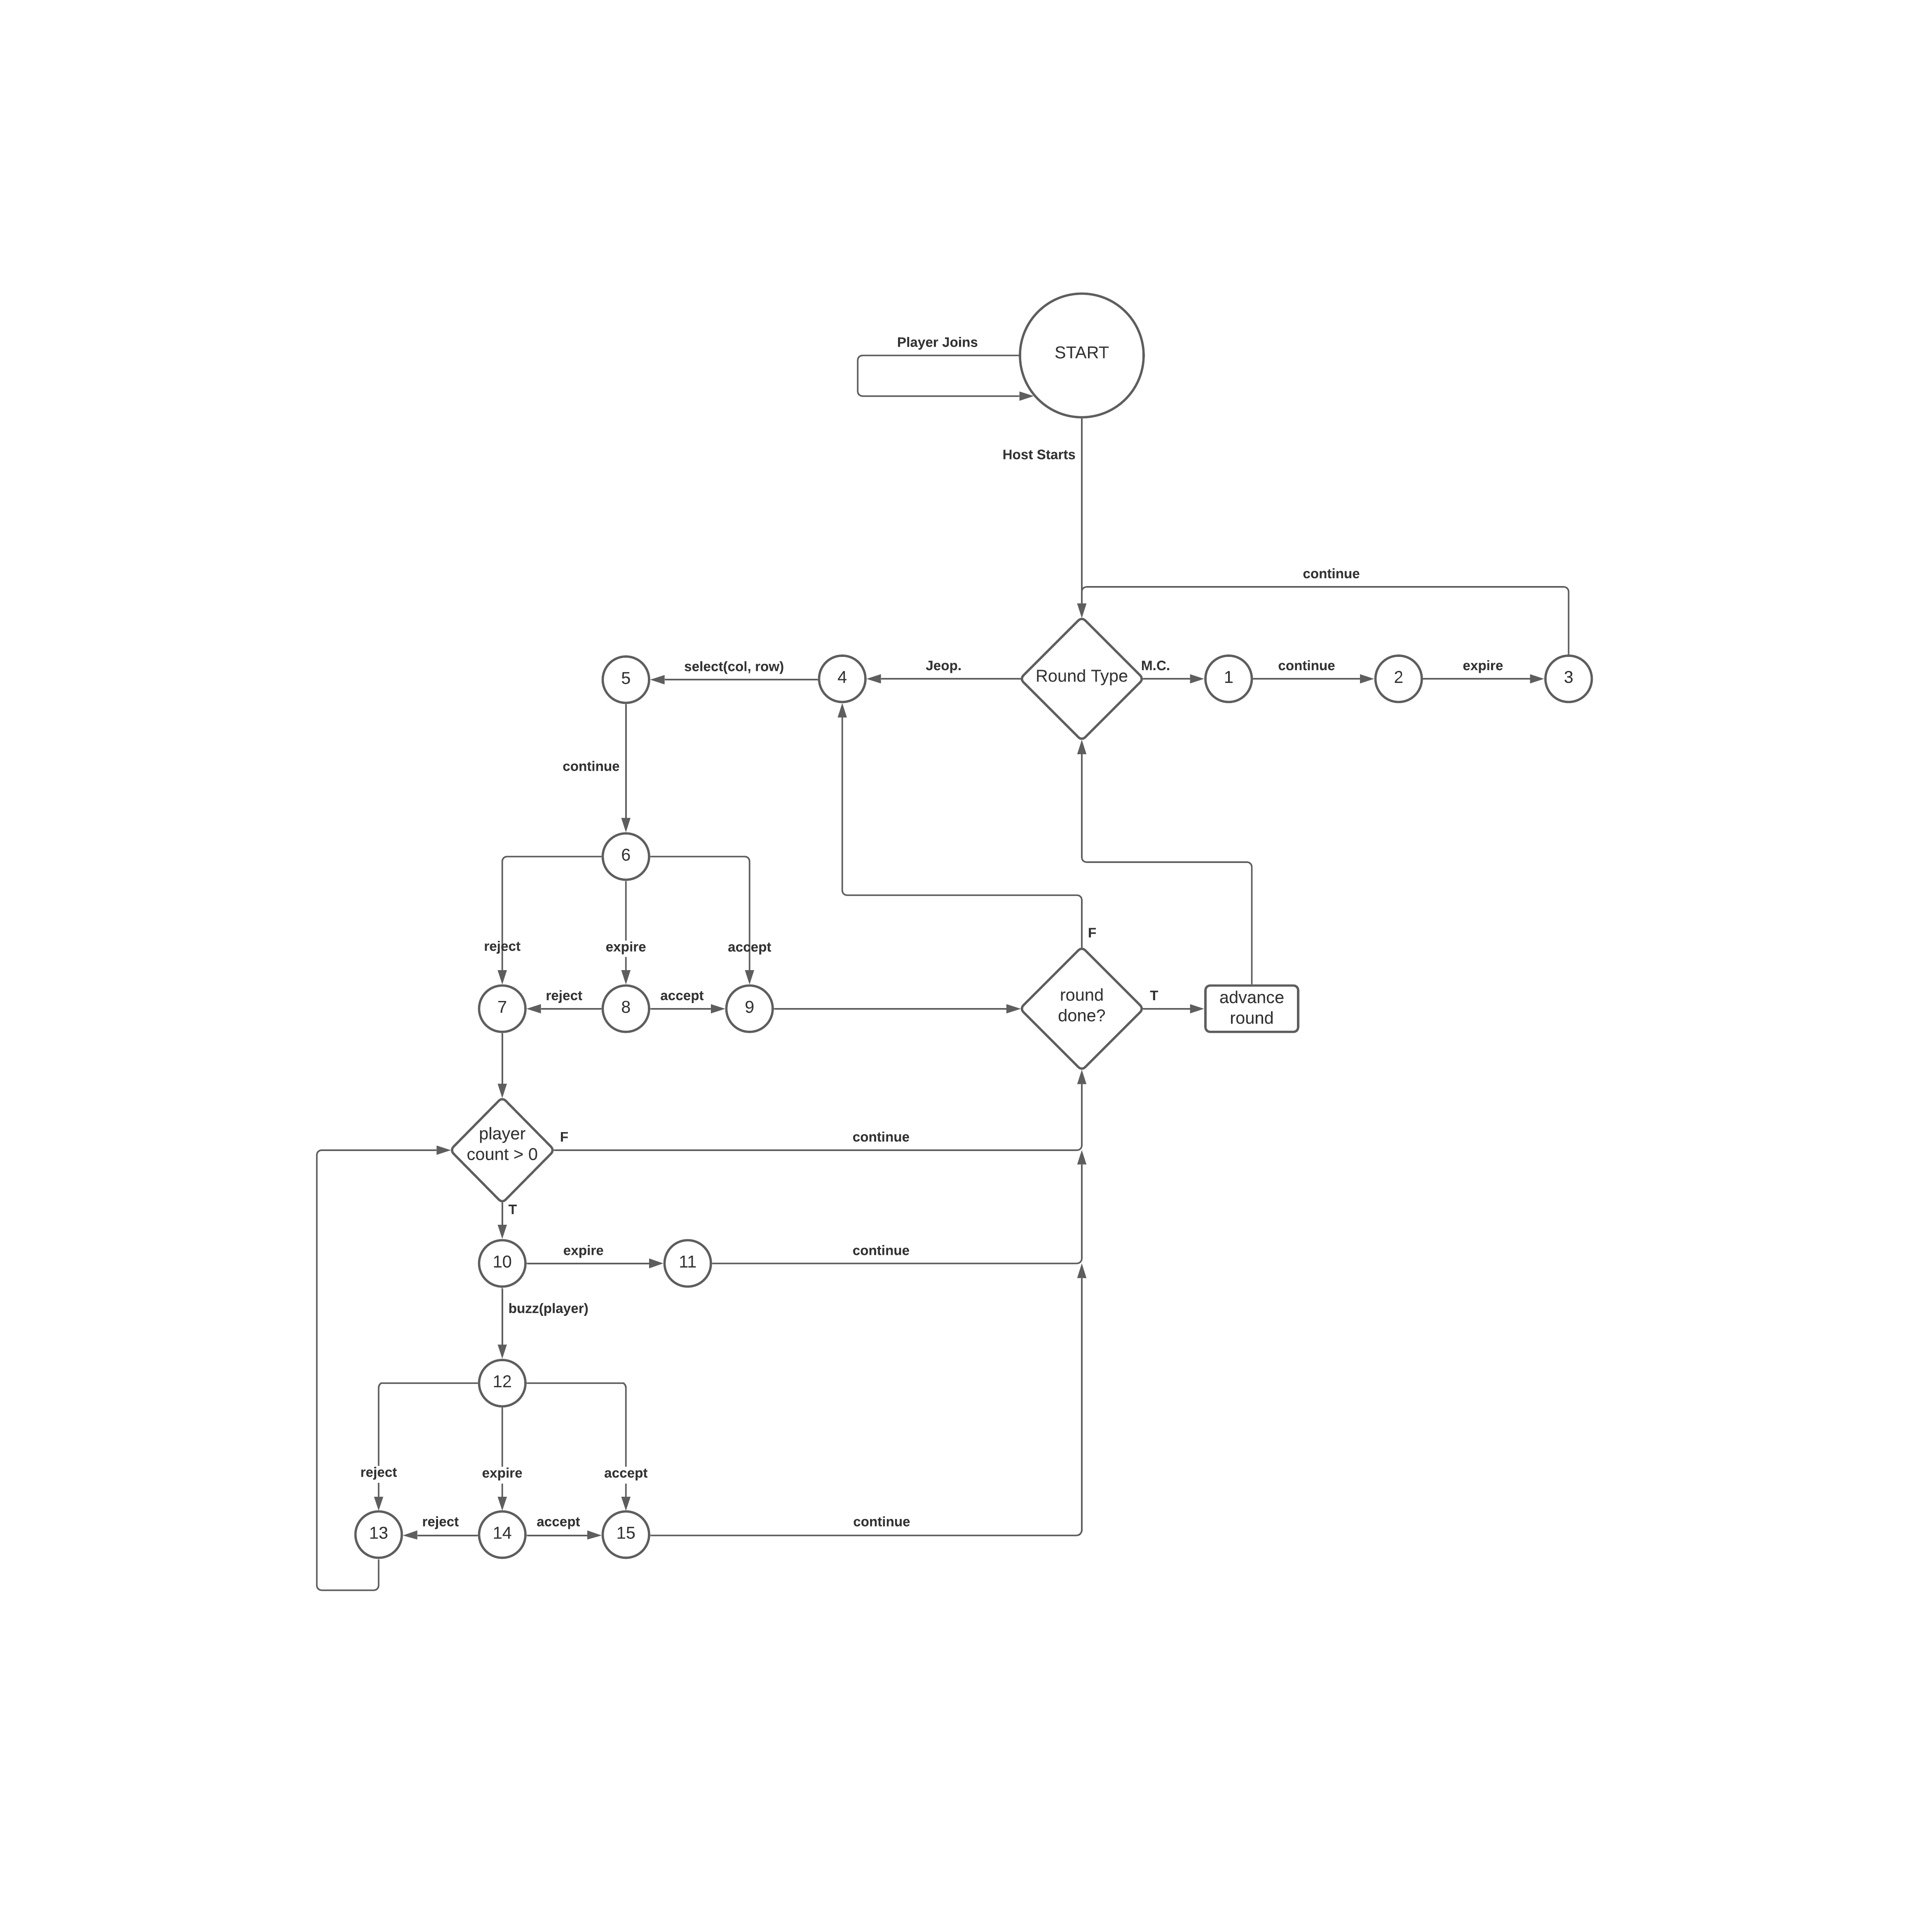 Player Joins
START
Host Starts
continue
5
select(col, row)
4
Jeop.
Round Type
M.C.
1
continue
2
expire
3
continue
6
reject
expire
accept
F
7
reject
8
accept
9
round
done?
T
advance
round
player
count > 0
F
continue
T
10
expire
11
continue
buzz(player)
12
reject
expire
accept
13
reject
14
accept
15
continue